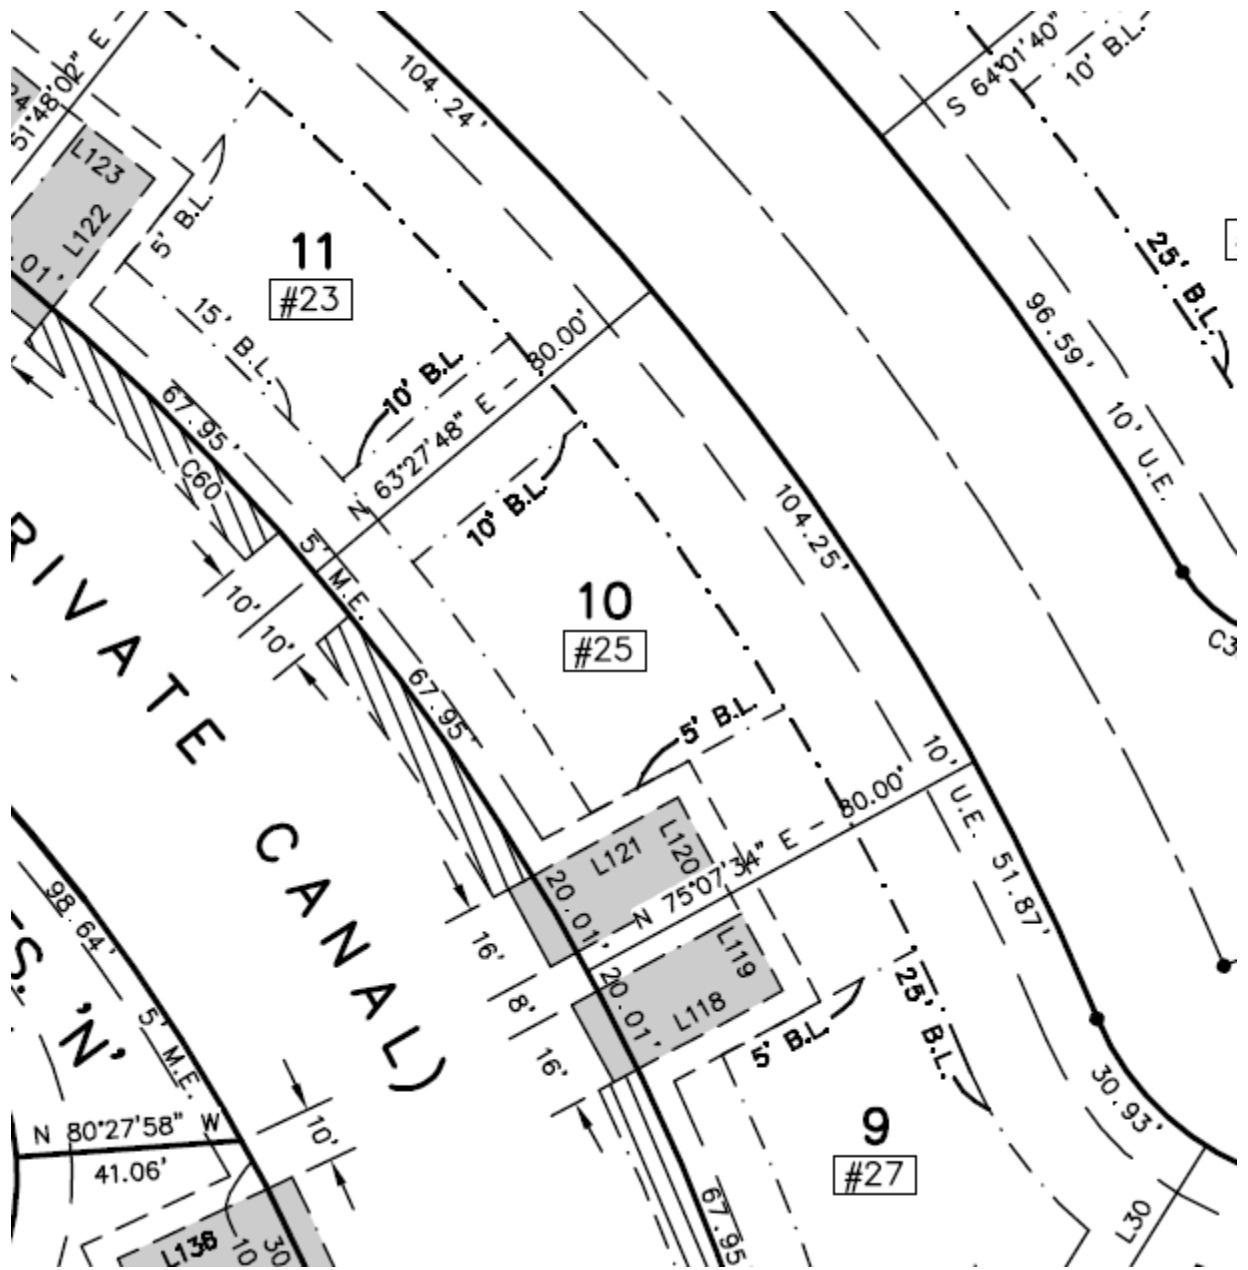 51°48'02" E
L123
L122
.01'
5' B.L.
104.24'
S 64°01'40"
10' B.L.
25' B.L.
11
#23
15' B.L.
10' B.L.
80.00'
N 63°27'48" E -
96.59'
10' U.E.
67.95'
C60
5' M.E.
10'
10'
10' B.L.
104.25'
10
#25
RIVATE
CANAL)
67.95'
5' B.L.
10' U.E.
N 75°07'34" E - 80.00'
L121
L120
20.01'
51.87'
16'
8'
16'
20.01'
L119
L118
5' B.L.
25' B.L.
98.64'
5' M.E.
S. 'N'
N 80°27'58" W
41.06'
10'
9
#27
30.93'
L30
67.95
L136
10
30